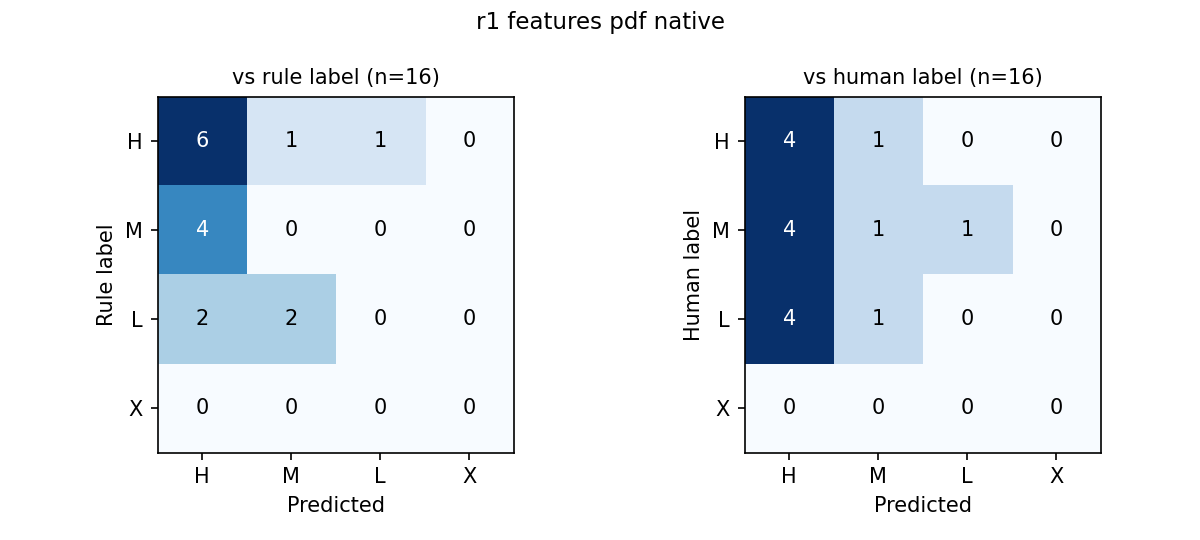 r1 features pdf native
vs rule label (n=16)
Rule label
H 6 1 1 0
M 4 0 0 0
L 2 2 0 0
X 0 0 0 0
H M L X
Predicted
vs human label (n=16)
Human label
H 4 1 0 0
M 4 1 1 0
L 4 1 0 0
X 0 0 0 0
H M L X
Predicted